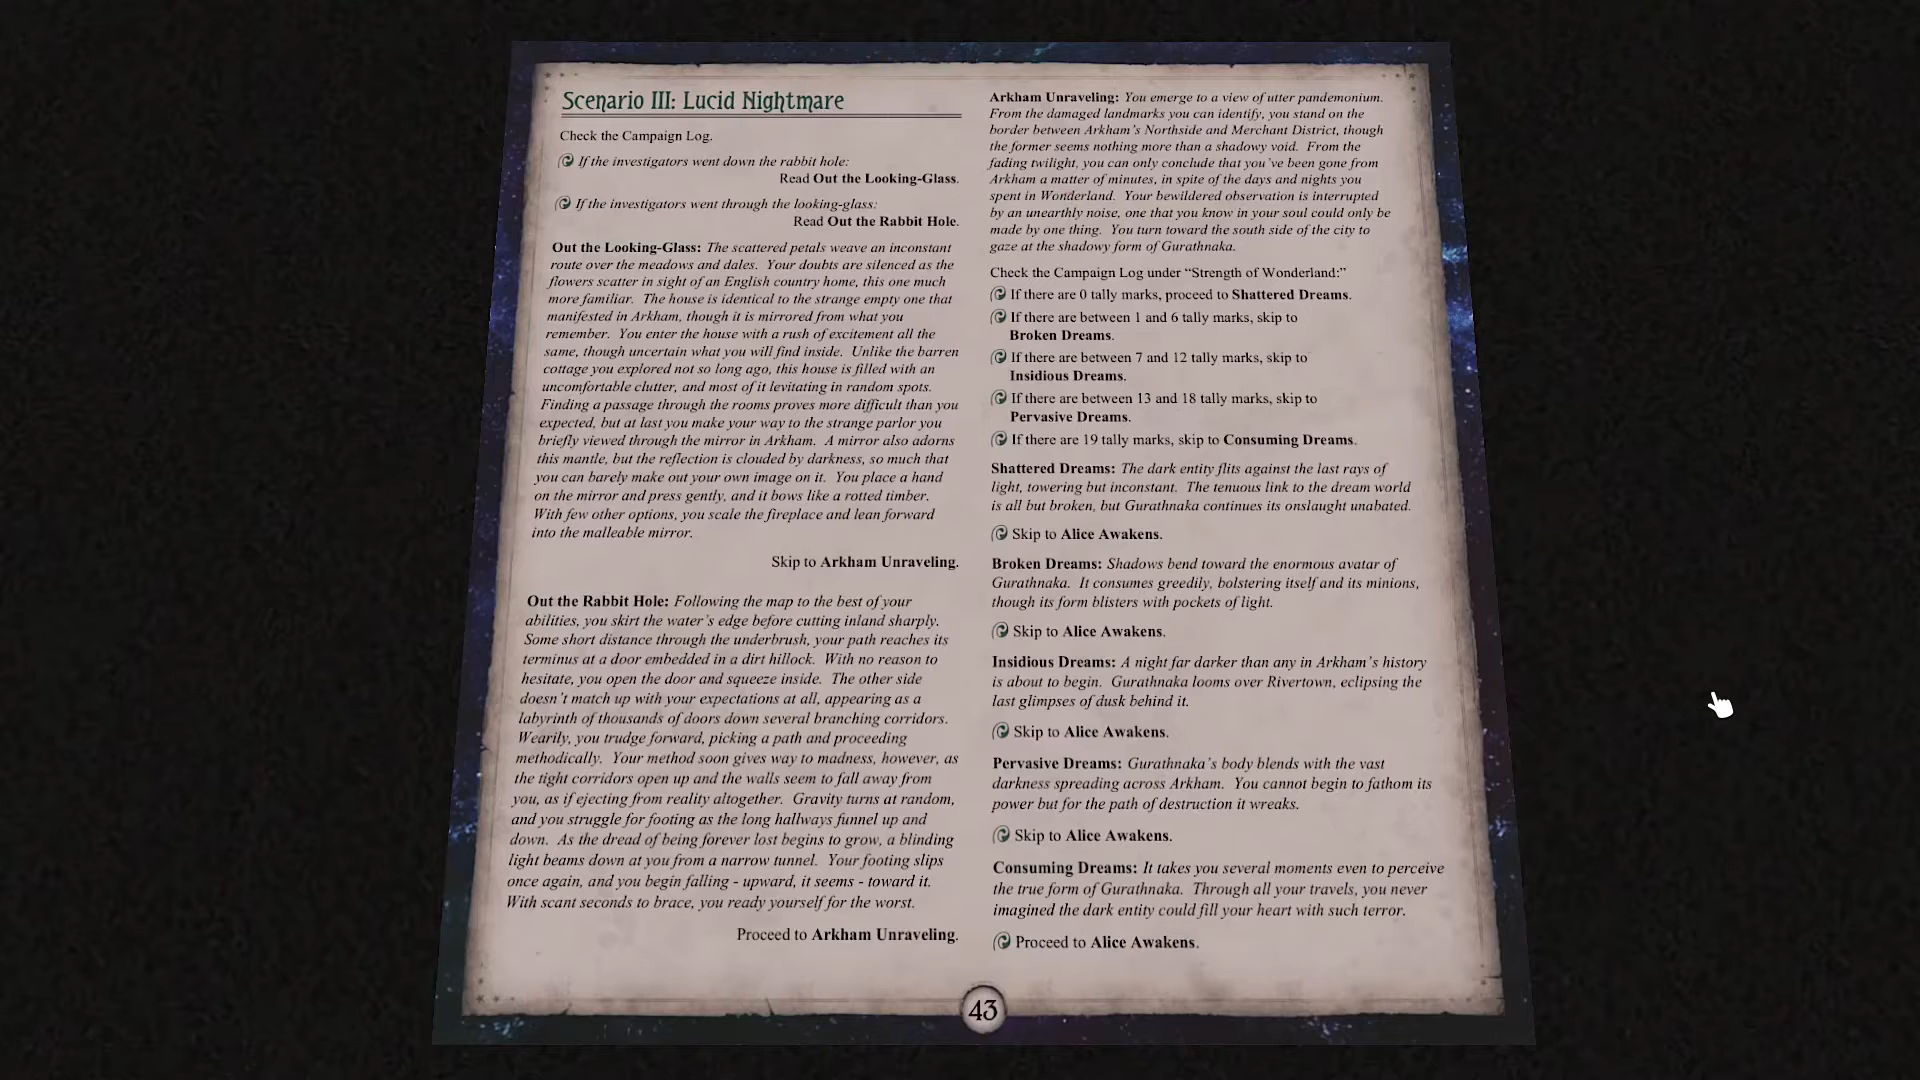 Scenario III: Lucid Nightmare
Check the Campaign Log.
If the investigators went down the rabbit hole:
Read Out the Looking-Glass.
If the investigators went through the looking-glass:
Read Out the Rabbit Hole.
Out the Looking-Glass: The scattered petals weave an inconstant
route over the meadows and dales. Your doubts are silenced as the
flowers scatter in sight of an English country home, this one much
more familiar. The house is identical to the strange empty one that
manifested in Arkham, though it is mirrored from what you
remember. You enter the house with a rush of excitement all the
same, though uncertain what you will find inside. Unlike the barren
cottage you explored not so long ago, this house is filled with an
uncomfortable clutter, and most of it levitating in random spots.
Finding a passage through the rooms proves more difficult than you
expected, but at last you make your way to the strange parlor you
briefly viewed through the mirror in Arkham. A mirror also adorns
this mantle, but the reflection is clouded by darkness, so much that
you can barely make out your own image on it. You place a hand
on the mirror and press gently, and it bows like a rotted timber.
With few other options, you scale the fireplace and lean forward
into the malleable mirror.
Skip to Arkham Unraveling.
Out the Rabbit Hole: Following the map to the best of your
abilities, you skirt the water's edge before cutting inland sharply.
Some short distance through the underbrush, your path reaches its
terminus at a door embedded in a dirt hillock. With no reason to
hesitate, you open the door and squeeze inside. The other side
doesn't match up with your expectations at all, appearing as a
labyrinth of thousands of doors down several branching corridors.
Wearily, you trudge forward, picking a path and proceeding
methodically. Your method soon gives way to madness, however, as
the tight corridors open up and the walls seem to fall away from
you, as if ejecting from reality altogether. Gravity turns at random,
and you struggle for footing as the long hallways funnel up and
down. As the dread of being forever lost begins to grow, a blinding
light beams down at you from a narrow tunnel. Your footing slips
once again, and you begin falling - upward, it seems - toward it.
With scant seconds to brace, you ready yourself for the worst.
Proceed to Arkham Unraveling.
Arkham Unraveling: You emerge to a view of utter pandemonium.
From the damaged landmarks you can identify, you stand on the
border between Arkham's Northside and Merchant District, though
the former seems nothing more than a shadowy void. From the
fading twilight, you can only conclude that you've been gone from
Arkham a matter of minutes, in spite of the days and nights you
spent in Wonderland. Your bewildered observation is interrupted
by an unearthly noise, one that you know in your soul could only be
made by one thing. You turn toward the south side of the city to
gaze at the shadowy form of Gurathnaka.
Check the Campaign Log under “Strength of Wonderland:”
If there are 0 tally marks, proceed to Shattered Dreams.
If there are between 1 and 6 tally marks, skip to
Broken Dreams.
If there are between 7 and 12 tally marks, skip to
Insidious Dreams.
If there are between 13 and 18 tally marks, skip to
Pervasive Dreams.
If there are 19 tally marks, skip to Consuming Dreams.
Shattered Dreams: The dark entity flits against the last rays of
light, towering but inconstant. The tenuous link to the dream world
is all but broken, but Gurathnaka continues its onslaught unabated.
Skip to Alice Awakens.
Broken Dreams: Shadows bend toward the enormous avatar of
Gurathnaka. It consumes greedily, bolstering itself and its minions,
though its form blisters with pockets of light.
Skip to Alice Awakens.
Insidious Dreams: A night far darker than any in Arkham's history
is about to begin. Gurathnaka looms over Rivertown, eclipsing the
last glimpses of dusk behind it.
Skip to Alice Awakens.
Pervasive Dreams: Gurathnaka's body blends with the vast
darkness spreading across Arkham. You cannot begin to fathom its
power but for the path of destruction it wreaks.
Skip to Alice Awakens.
Consuming Dreams: It takes you several moments even to perceive
the true form of Gurathnaka. Through all your travels, you never
imagined the dark entity could fill your heart with such terror.
Proceed to Alice Awakens.
43